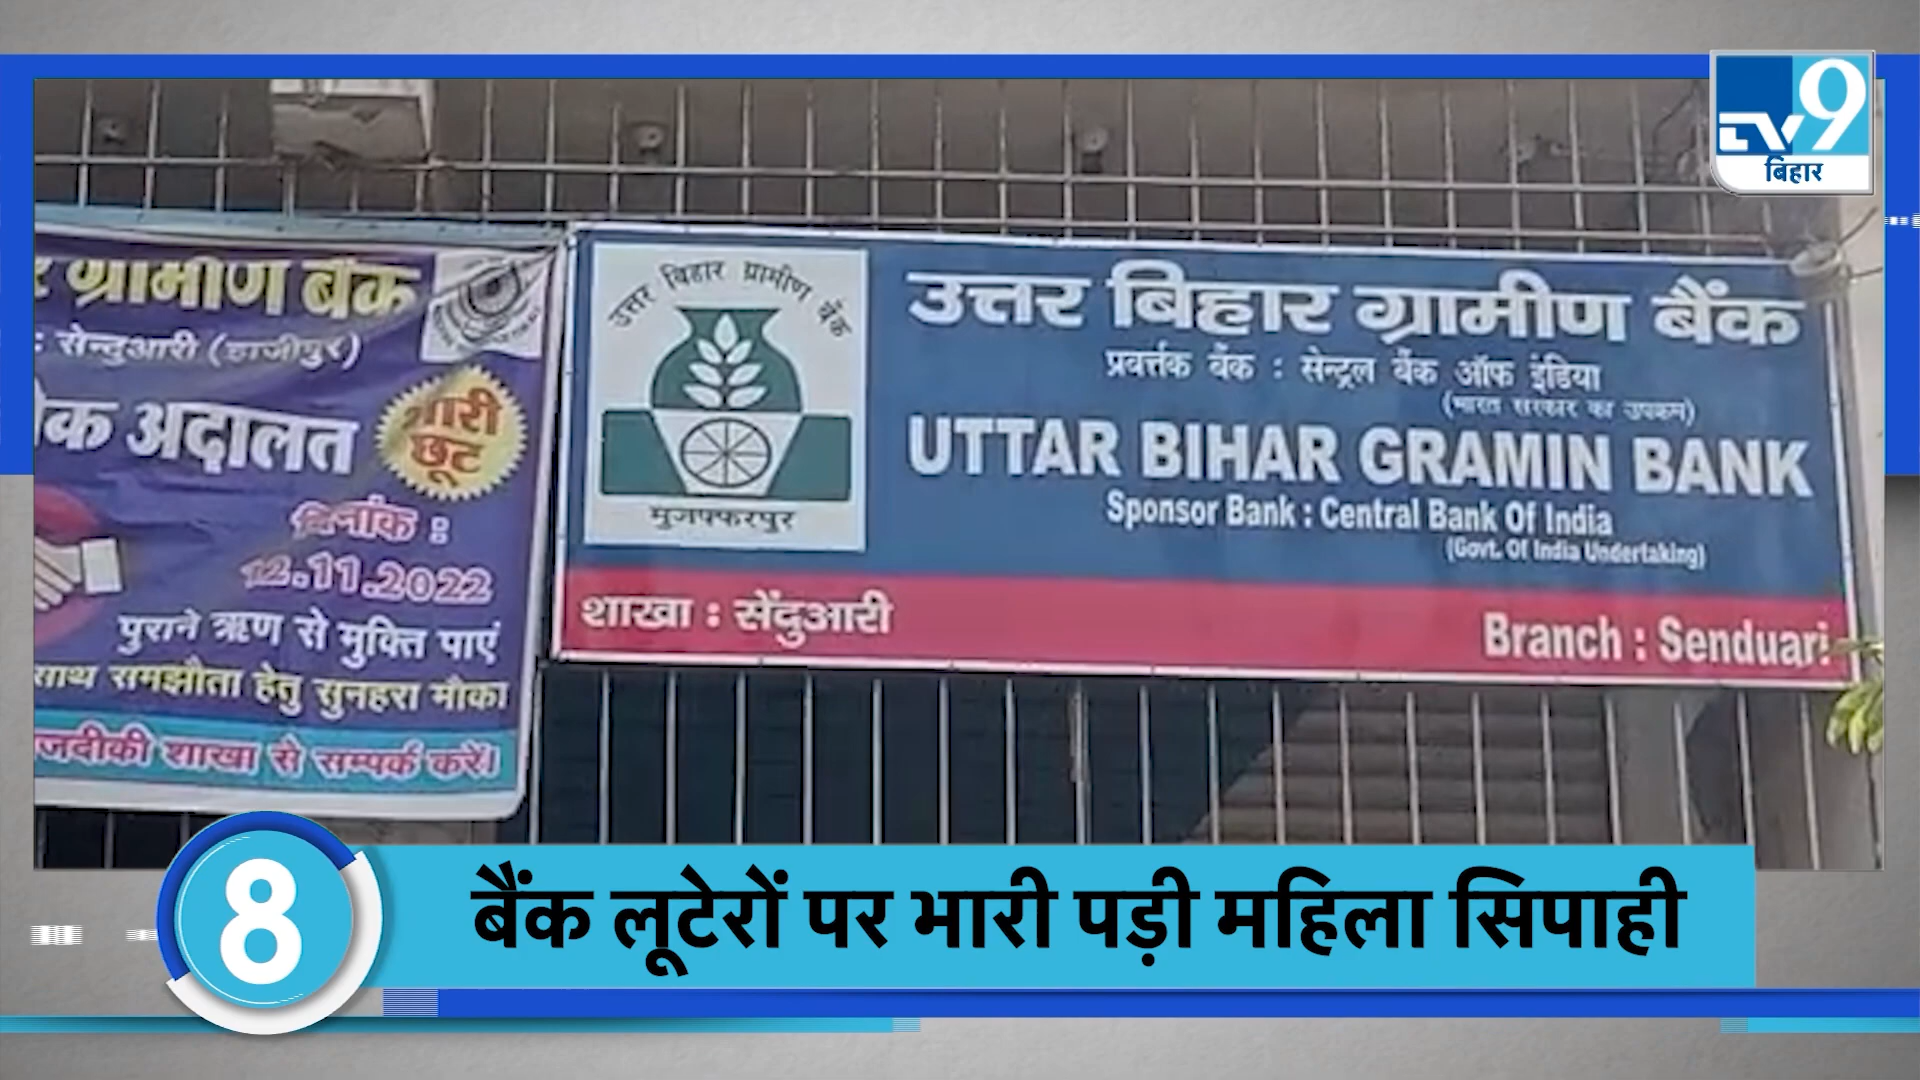 TV9
बिहार
ग्रामीण बैंक
: सेन्दुआरी (हाजीपुर)
अदालत
भारी
छूट
दिनांक :
12.11.2022
पुराने ऋण से मुक्ति पाएं
साथ समझौता हेतु सुनहरा मौका
शाखा से सम्पर्क करें।
उत्तर बिहार ग्रामीण बैंक
मुजफ्फरपुर
उत्तर बिहार ग्रामीण बैंक
प्रवर्त्तक बैंक : सेन्ट्रल बैंक ऑफ इंडिया
(भारत सरकार का उपक्रम)
UTTAR BIHAR GRAMIN BANK
Sponsor Bank : Central Bank Of India
(Govt. Of India Undertaking)
शाखा : सेंदुआरी
Branch : Senduari
8
बैंक लूटेरों पर भारी पड़ी महिला सिपाही